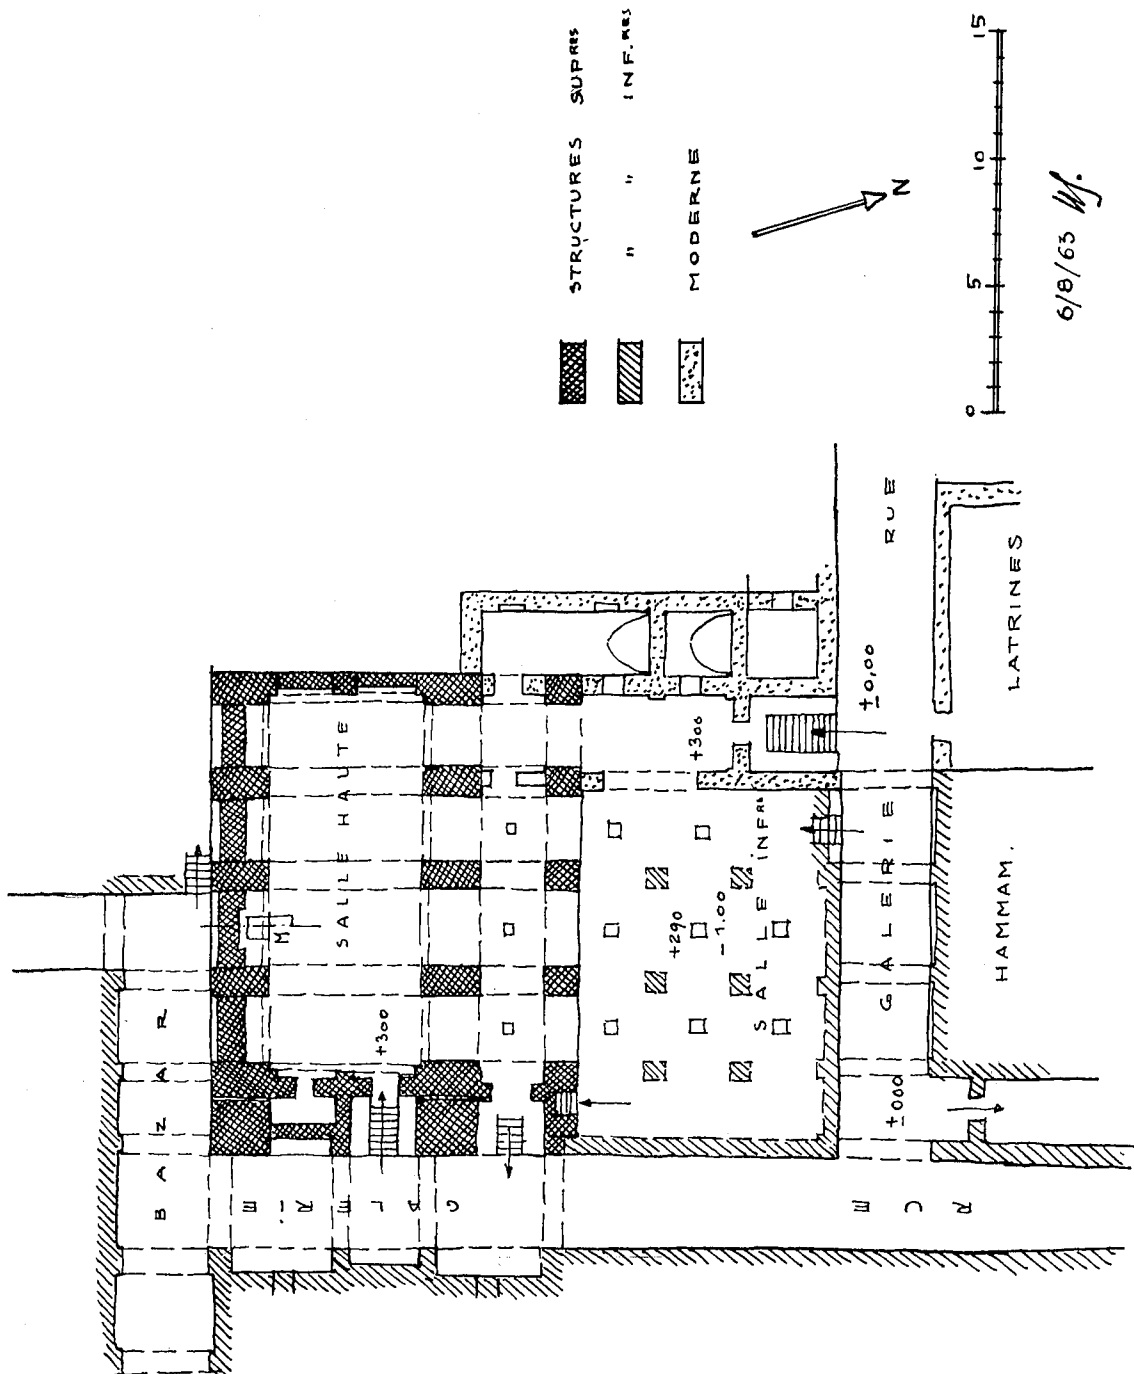 STRUCTURES SUPRES
" " INF.RES
MODERNE
N
0 5 10 15
6/8/63
RUE
LATRINES
±0,00
+300
SALLE HAUTE
M
+300
SALLE INFRE
+290
-1.00
GALERIE
HAMMAM.
±000
BAZAR
GALERIE